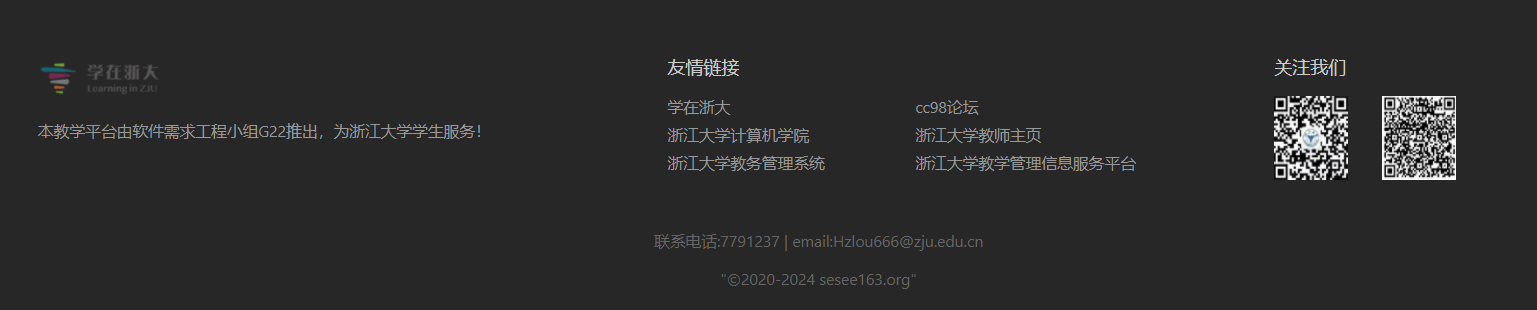 学在浙大
Learning in ZJU
本教学平台由软件需求工程小组G22推出，为浙江大学学生服务！
友情链接
学在浙大
cc98论坛
浙江大学计算机学院
浙江大学教师主页
浙江大学教务管理系统
浙江大学教学管理信息服务平台
关注我们
联系电话:7791237 | email:Hzlou666@zju.edu.cn
"©2020-2024 sesee163.org"